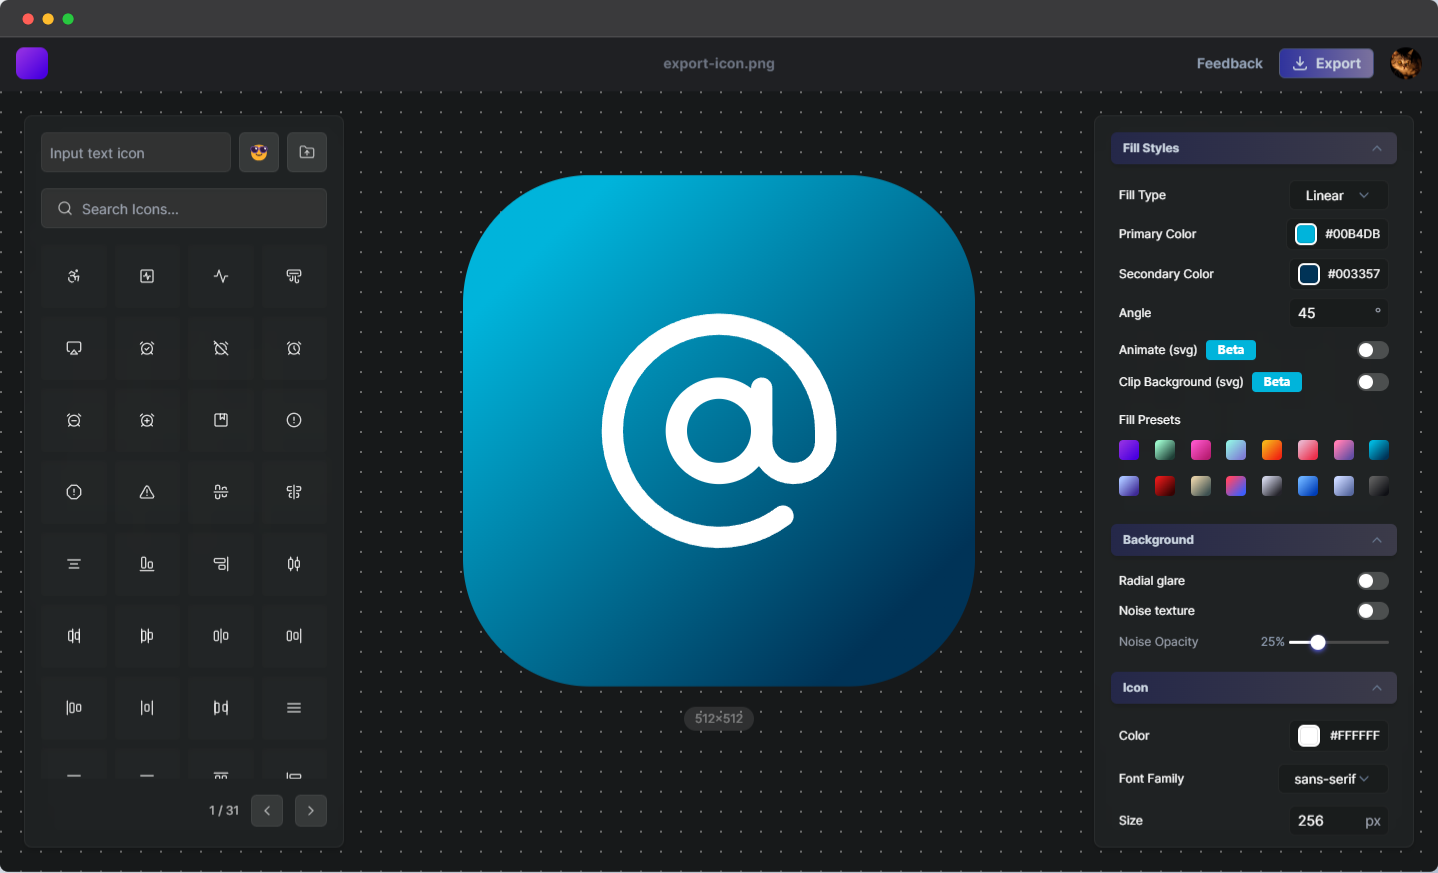 export-icon.png
Feedback
Export
Input text icon
Search Icons...
1 / 31
@
512×512
Fill Styles
Fill Type
Linear
Primary Color
#00B4DB
Secondary Color
#003357
Angle
45 °
Animate (svg)
Beta
Clip Background (svg)
Beta
Fill Presets
Background
Radial glare
Noise texture
Noise Opacity
25%
Icon
Color
#FFFFFF
Font Family
sans-serif
Size
256 px